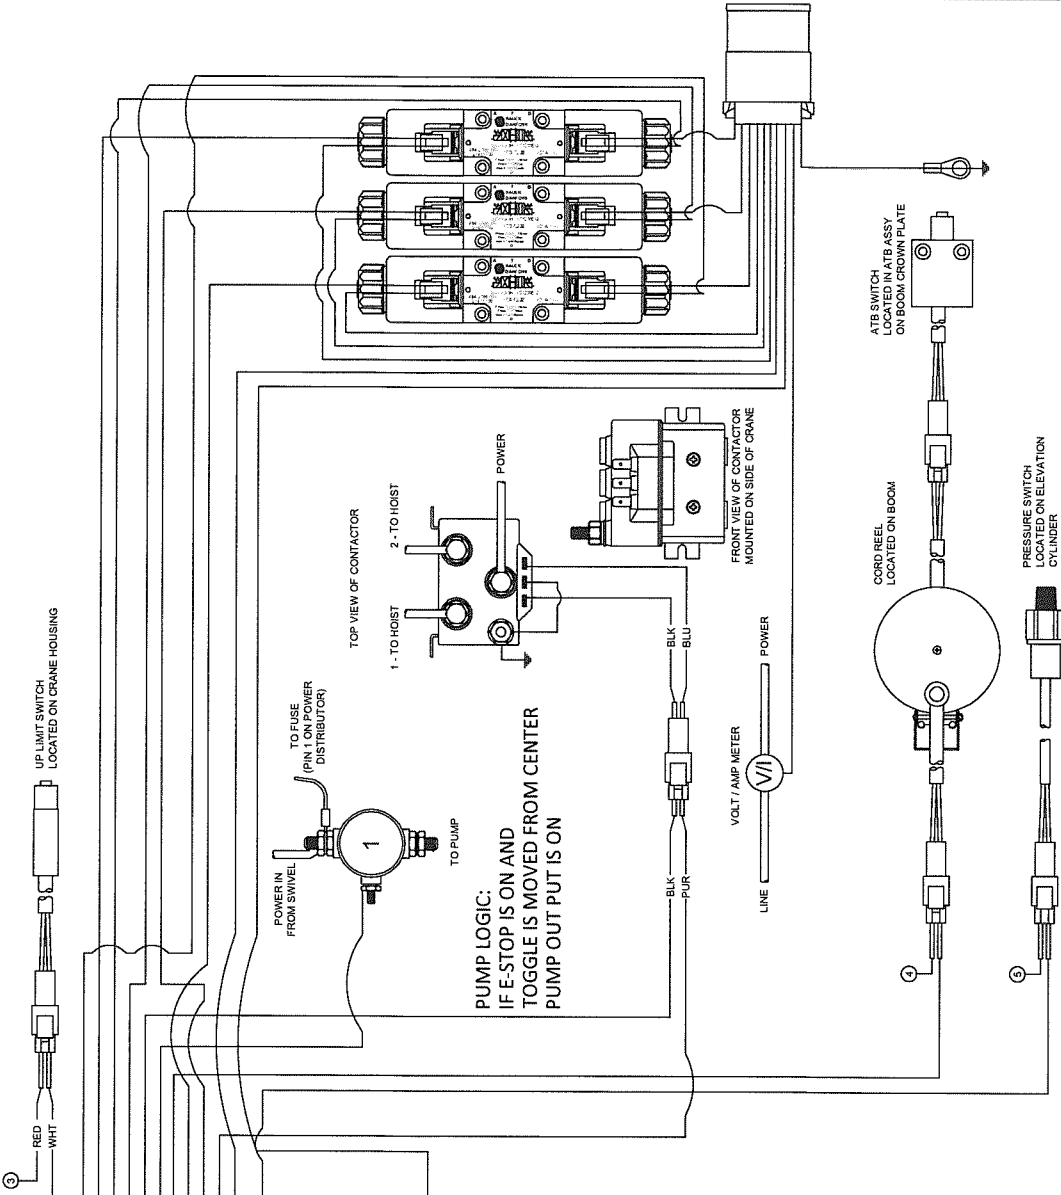 UP LIMIT SWITCH
LOCATED ON CRANE HOUSING
3
RED
WHT
TOP VIEW OF CONTACTOR
1 - TO HOIST
2 - TO HOIST
POWER
FRONT VIEW OF CONTACTOR
MOUNTED ON SIDE OF CRANE
ATB SWITCH
LOCATED IN ATB ASSY
ON BOOM CROWN PLATE
CORD REEL
LOCATED ON BOOM
PRESSURE SWITCH
LOCATED ON ELEVATION
CYLINDER
POWER IN
FROM SWIVEL
TO FUSE
(PIN 1 ON POWER
DISTRIBUTOR)
1
TO PUMP
PUMP LOGIC:
IF E-STOP IS ON AND
TOGGLE IS MOVED FROM CENTER
PUMP OUT PUT IS ON
BLK
BLU
BLK
PUR
VOLT / AMP METER
LINE
V/I
POWER
4
5